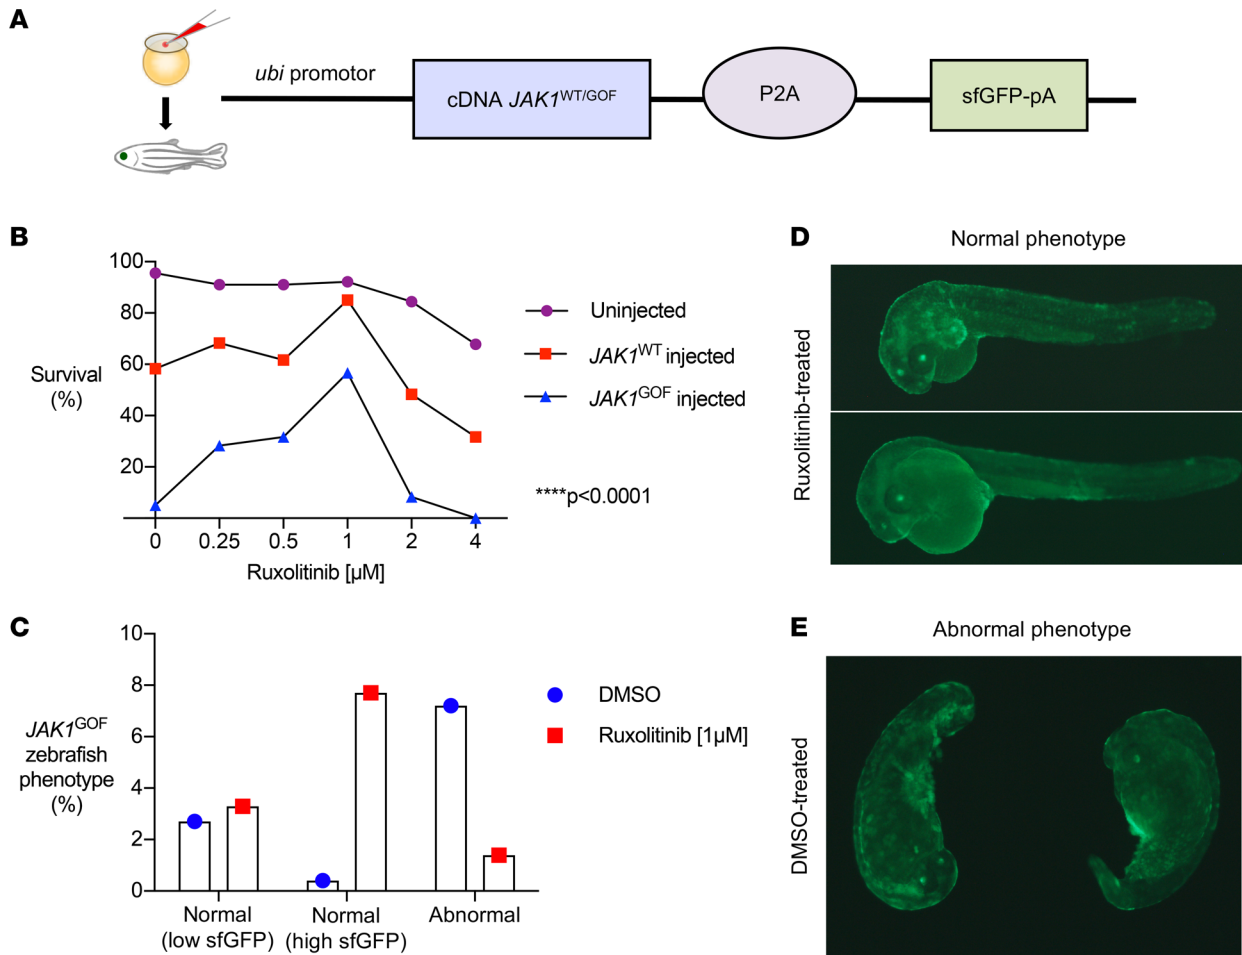 A
ubi promotor
cDNA JAK1WT/GOF
P2A
sfGFP-pA
B
100
80
60
40
20
Survival
(%)
0
0.25
0.5
1
2
4
Ruxolitinib [µM]
Uninjected
JAK1WT injected
JAK1GOF injected
****p<0.0001
C
10
8
6
4
2
0
JAK1GOF
zebrafish
phenotype
(%)
Normal
(low sfGFP)
Normal
(high sfGFP)
Abnormal
DMSO
Ruxolitinib [1µM]
D
Normal phenotype
Ruxolitinib-treated
E
Abnormal phenotype
DMSO-treated